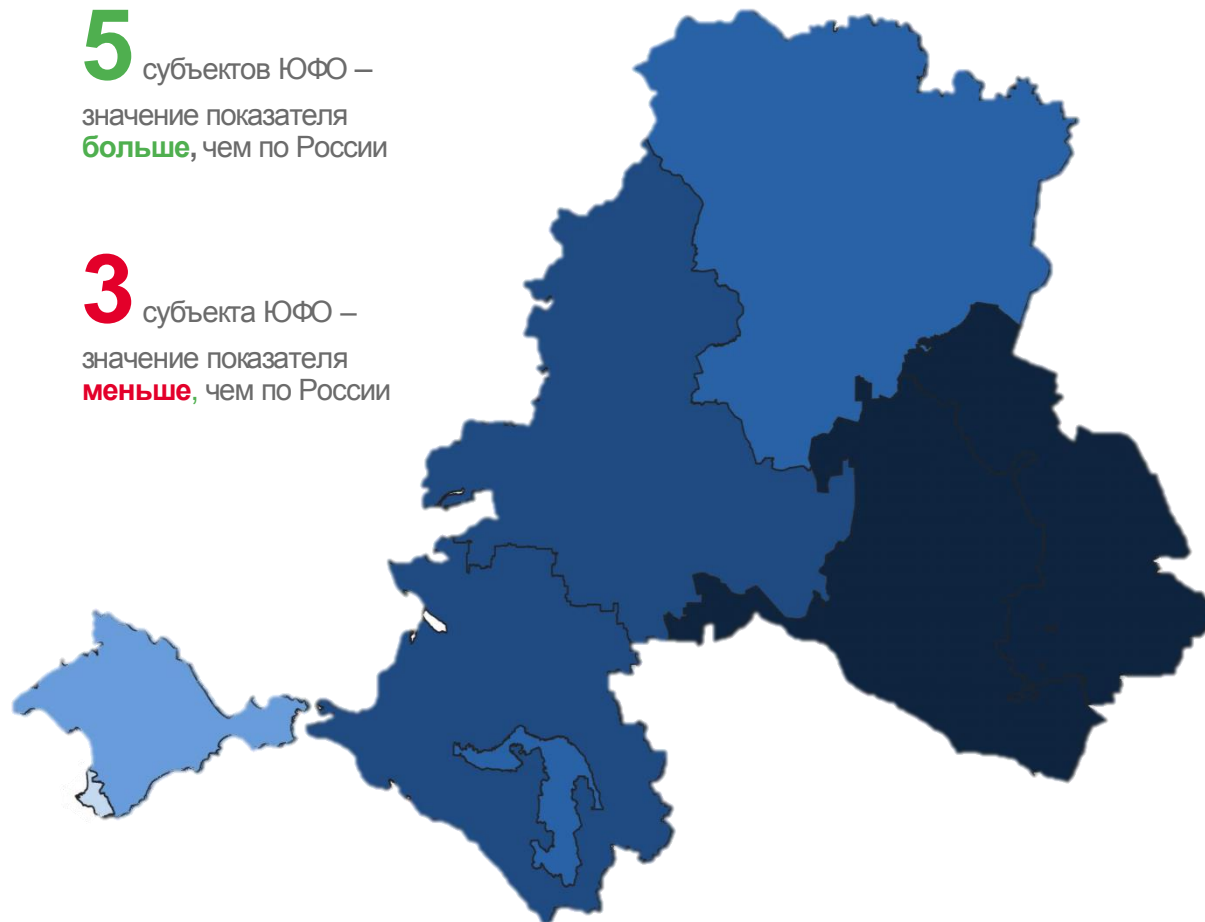 5 субъектов ЮФО –
значение показателя
больше, чем по России
3 субъекта ЮФО –
значение показателя
меньше, чем по России